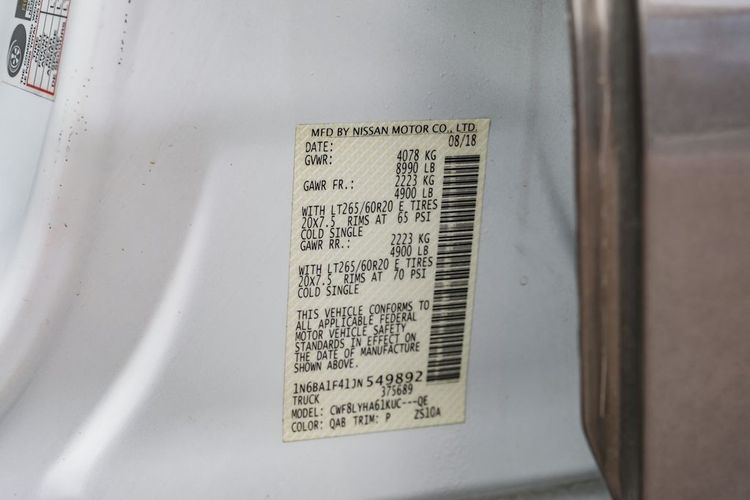 MFD BY NISSAN MOTOR CO., LTD.
DATE: 08/18
GVWR: 4078 KG
8990 LB
GAWR FR.: 2223 KG
4900 LB
WITH LT265/60R20 E TIRES
20X7.5 RIMS AT 65 PSI
COLD SINGLE
GAWR RR.: 2223 KG
4900 LB
WITH LT265/60R20 E TIRES
20X7.5 RIMS AT 70 PSI
COLD SINGLE
THIS VEHICLE CONFORMS TO
ALL APPLICABLE FEDERAL
MOTOR VEHICLE SAFETY
STANDARDS IN EFFECT ON
THE DATE OF MANUFACTURE
SHOWN ABOVE.
1N6BA1F41JN549892
TRUCK 375689
MODEL: CWF8LYHA61KUC---QE
COLOR: QAB TRIM: P ZS10A